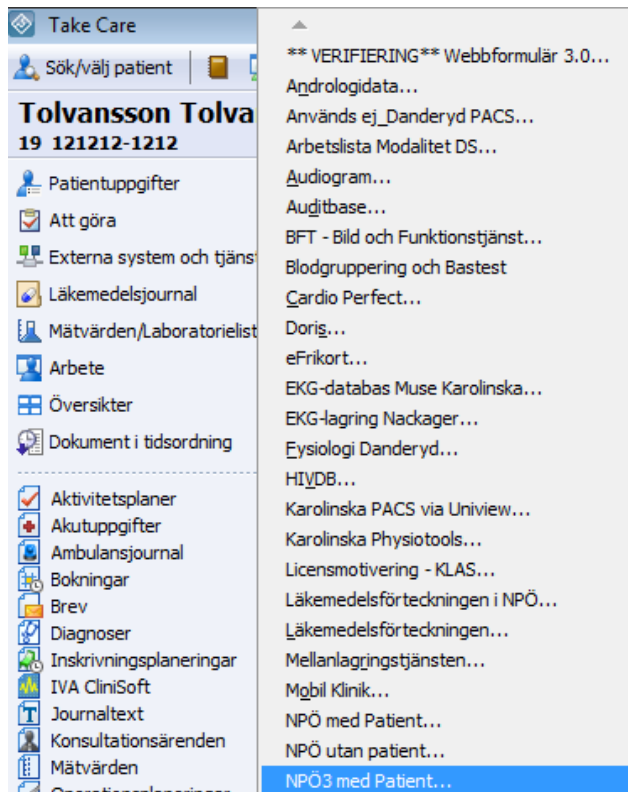 Take Care
Sök/välj patient
Tolvansson Tolva
19 121212-1212
Patientuppgifter
Att göra
Externa system och tjäns
Läkemedelsjournal
Mätvärden/Laboratorielist
Arbete
Översikter
Dokument i tidsordning
Aktivitetsplaner
Akutuppgifter
Ambulansjournal
Bokningar
Brev
Diagnoser
Inskrivningsplaneringar
IVA CliniSoft
Journaltext
Konsultationsärenden
Mätvärden
Operationsplaneringar
** VERIFIERING** Webbformulär 3.0...
Andrologidata...
Används ej_Danderyd PACS...
Arbetslista Modalitet DS...
Audiogram...
Auditbase...
BFT - Bild och Funktionstjänst...
Blodgruppering och Bastest
Cardio Perfect...
Doris...
eFrikort...
EKG-databas Muse Karolinska...
EKG-lagring Nackager...
Fysiologi Danderyd...
HIVDB...
Karolinska PACS via Uniview...
Karolinska Physiotools...
Licensmotivering - KLAS...
Läkemedelsförteckningen i NPÖ...
Läkemedelsförteckningen...
Mellanlagringstjänsten...
Mobil Klinik...
NPÖ med Patient...
NPÖ utan patient...
NPÖ3 med Patient...